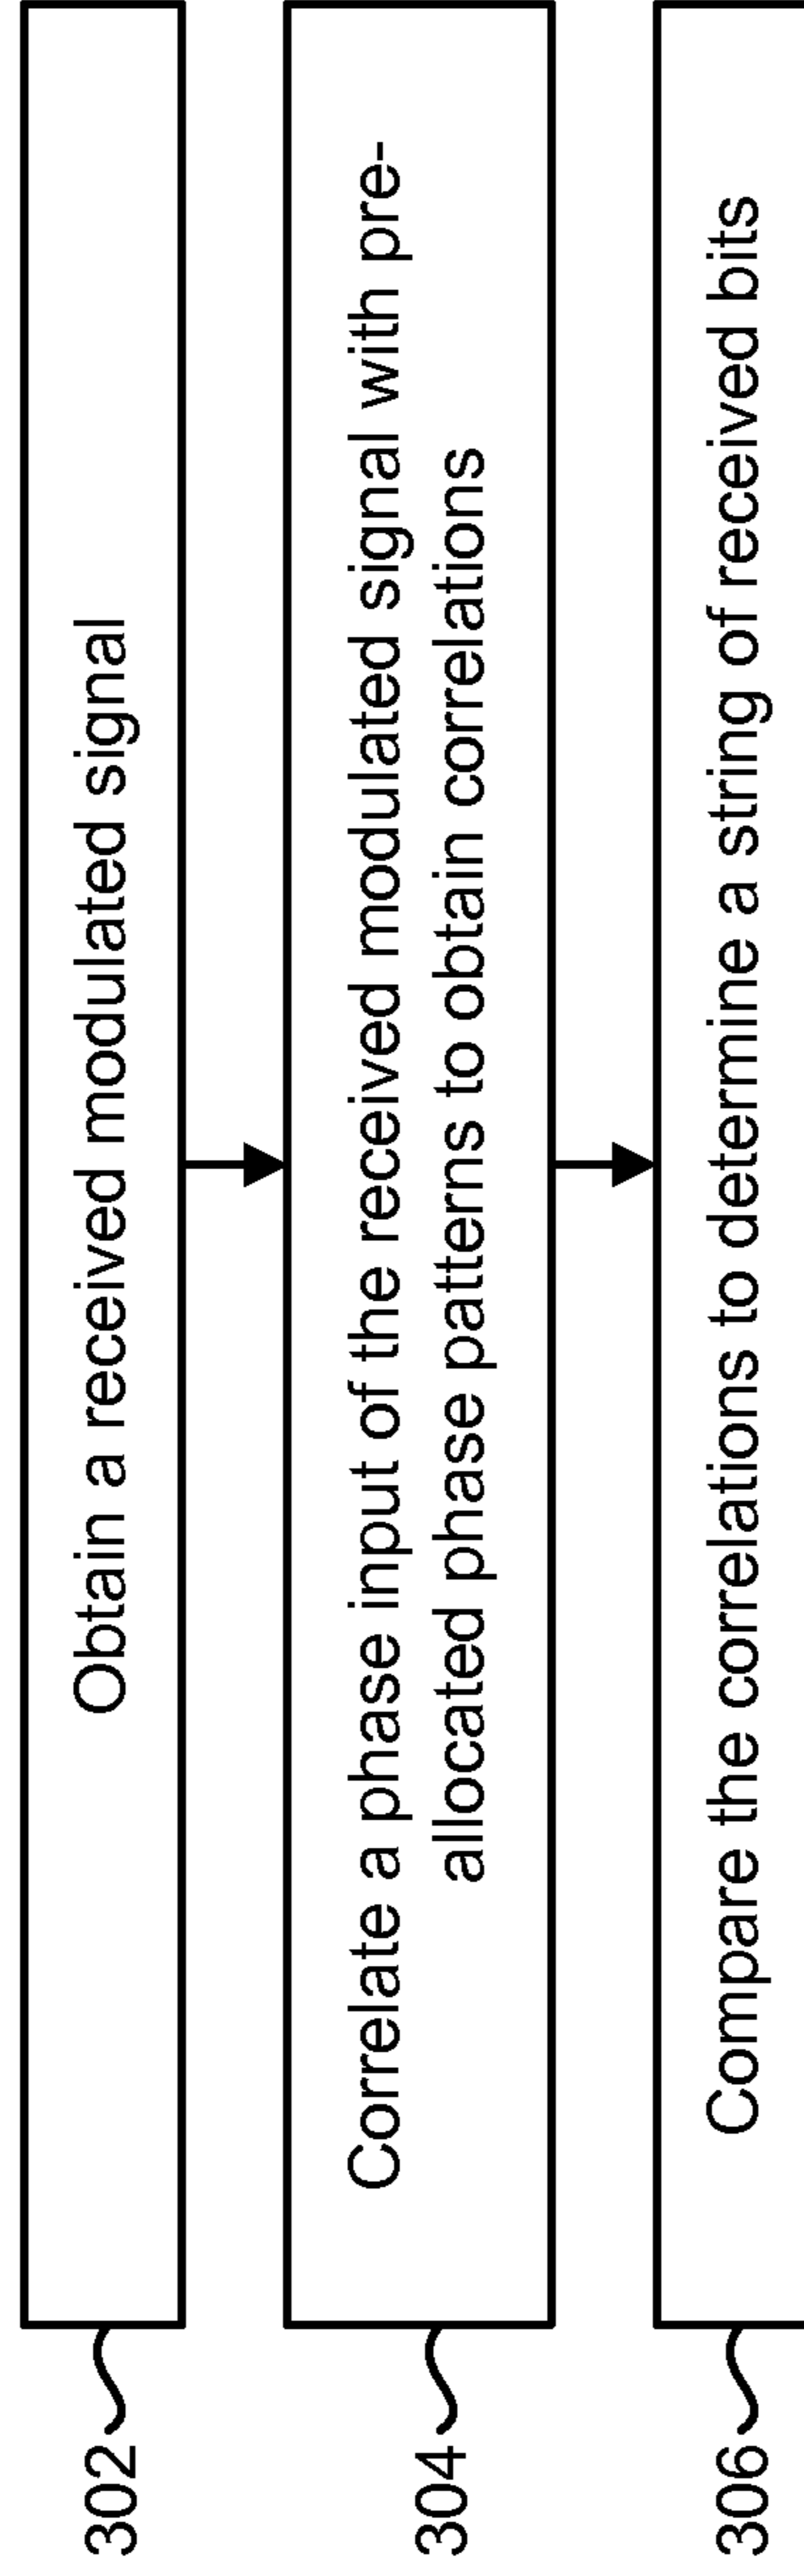 302
Obtain a received modulated signal
304
Correlate a phase input of the received modulated signal with pre-
allocated phase patterns to obtain correlations
306
Compare the correlations to determine a string of received bits